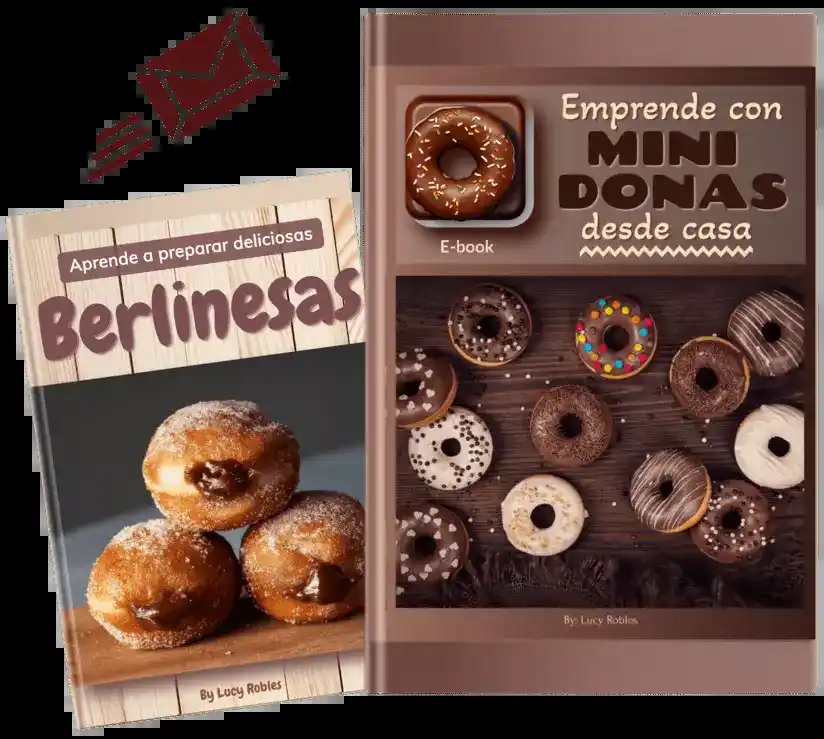 Aprende a preparar deliciosas
Berlinesas
By Lucy Robles
E-book
Emprende con
MINI
DONAS
desde casa
By: Lucy Robles